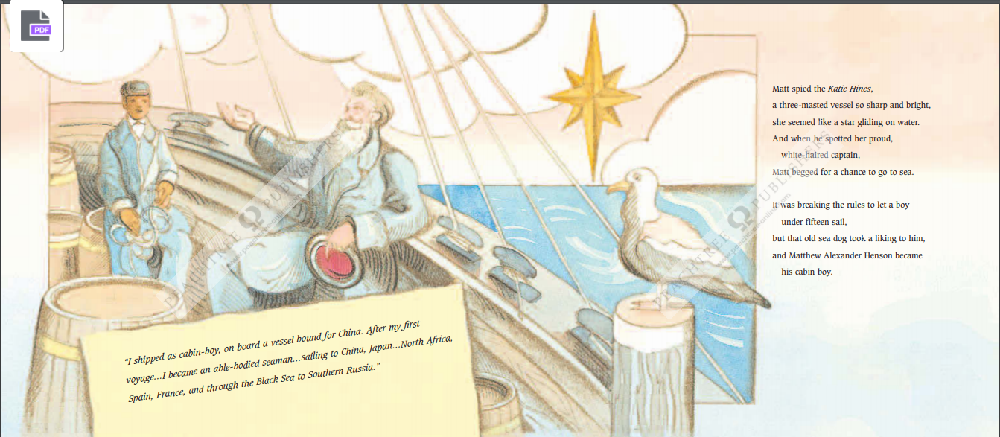 PDF
Matt spied the Katie Hines,
a three-masted vessel so sharp and bright,
she seemed like a star gliding on water.
And when he spotted her proud,
white-haired captain,
Matt begged for a chance to go to sea.
It was breaking the rules to let a boy
under fifteen sail,
but that old sea dog took a liking to him,
and Matthew Alexander Henson became
his cabin boy.
“I shipped as cabin-boy, on board a vessel bound for China. After my first
voyage...I became an able-bodied seaman...sailing to China, Japan...North Africa,
Spain, France, and through the Black Sea to Southern Russia.”
PEACHTREE PUBLISHERS
PEACHTREE PUBLISHERS